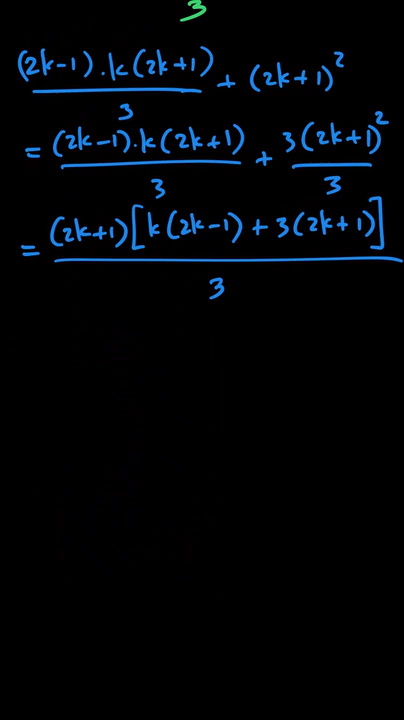 3
(2k-1).k(2k+1)/3 + (2k+1)²
= (2k-1).k(2k+1)/3 + 3(2k+1)²/3
= (2k+1)[k(2k-1) + 3(2k+1)]/3